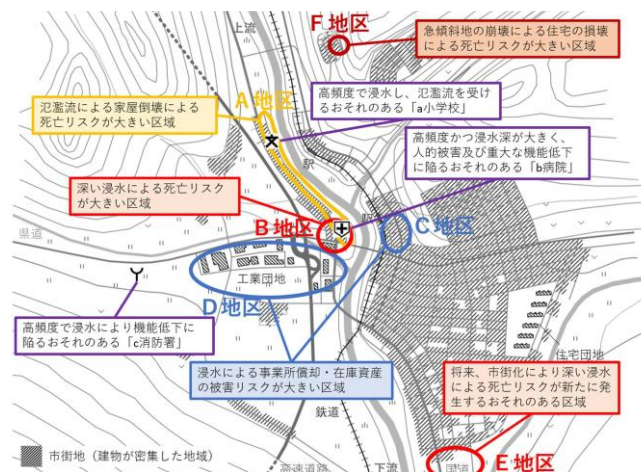 上流
F地区
急傾斜地の崩壊による住宅の損壊
による死亡リスクが大きい区域
氾濫流による家屋倒壊による
死亡リスクが大きい区域
A地区
高頻度で浸水し、氾濫流を受け
るおそれのある「a小学校」
駅
高頻度かつ浸水深が大きく、
人的被害及び重大な機能低下
に陥るおそれのある「b病院」
深い浸水による死亡リスク
が大きい区域
駅
県道
B地区
C地区
工業団地
D地区
高頻度で浸水により機能低下に
陥るおそれのある「c消防署」
浸水による事業所償却・在庫資産
の被害リスクが大きい区域
住宅団地
将来、市街化により深い浸水
による死亡リスクが新たに発
生するおそれのある区域
鉄道
市街地（建物が密集した地域）
高速道路
下流
国道
E地区